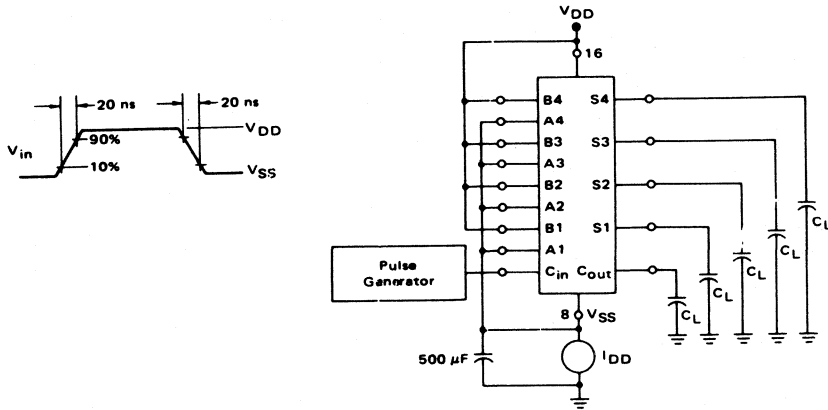 20 ns
20 ns
VDD
90%
Vin
10%
VSS
VDD
16
B4 S4
A4
B3 S3
A3
B2 S2
A2
B1 S1
A1
Cin Cout
Pulse
Ganerator
CL
CL
CL
CL
CL
8 VSS
500 μF
IDD